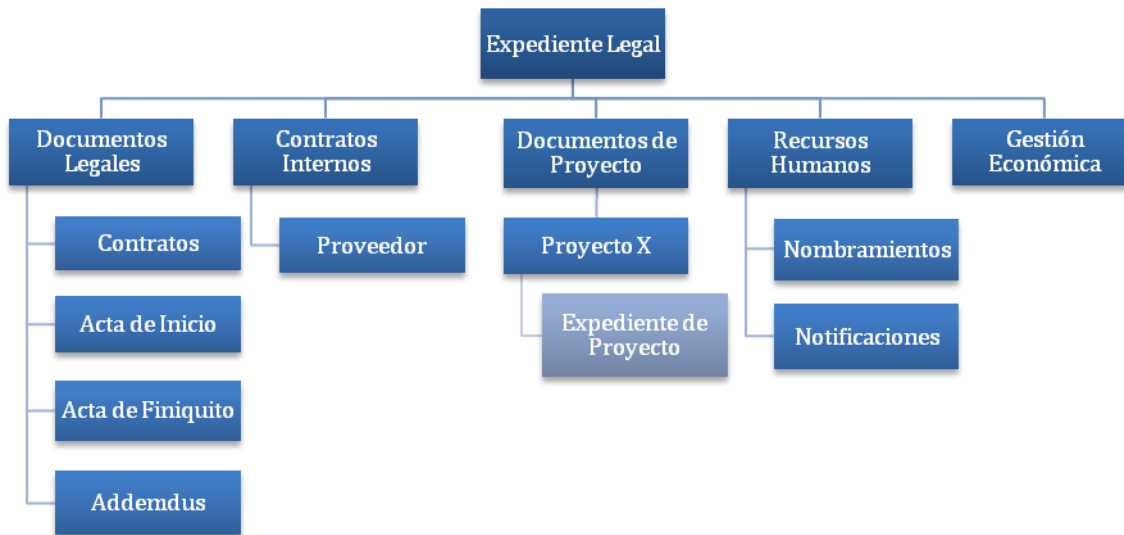 Expediente Legal
Documentos
Legales
Contratos
Internos
Documentos de
Proyecto
Recursos
Humanos
Gestión
Económica
Contratos
Proveedor
Proyecto X
Nombramientos
Acta de Inicio
Expediente de
Proyecto
Notificaciones
Acta de Finiquito
Addemdus